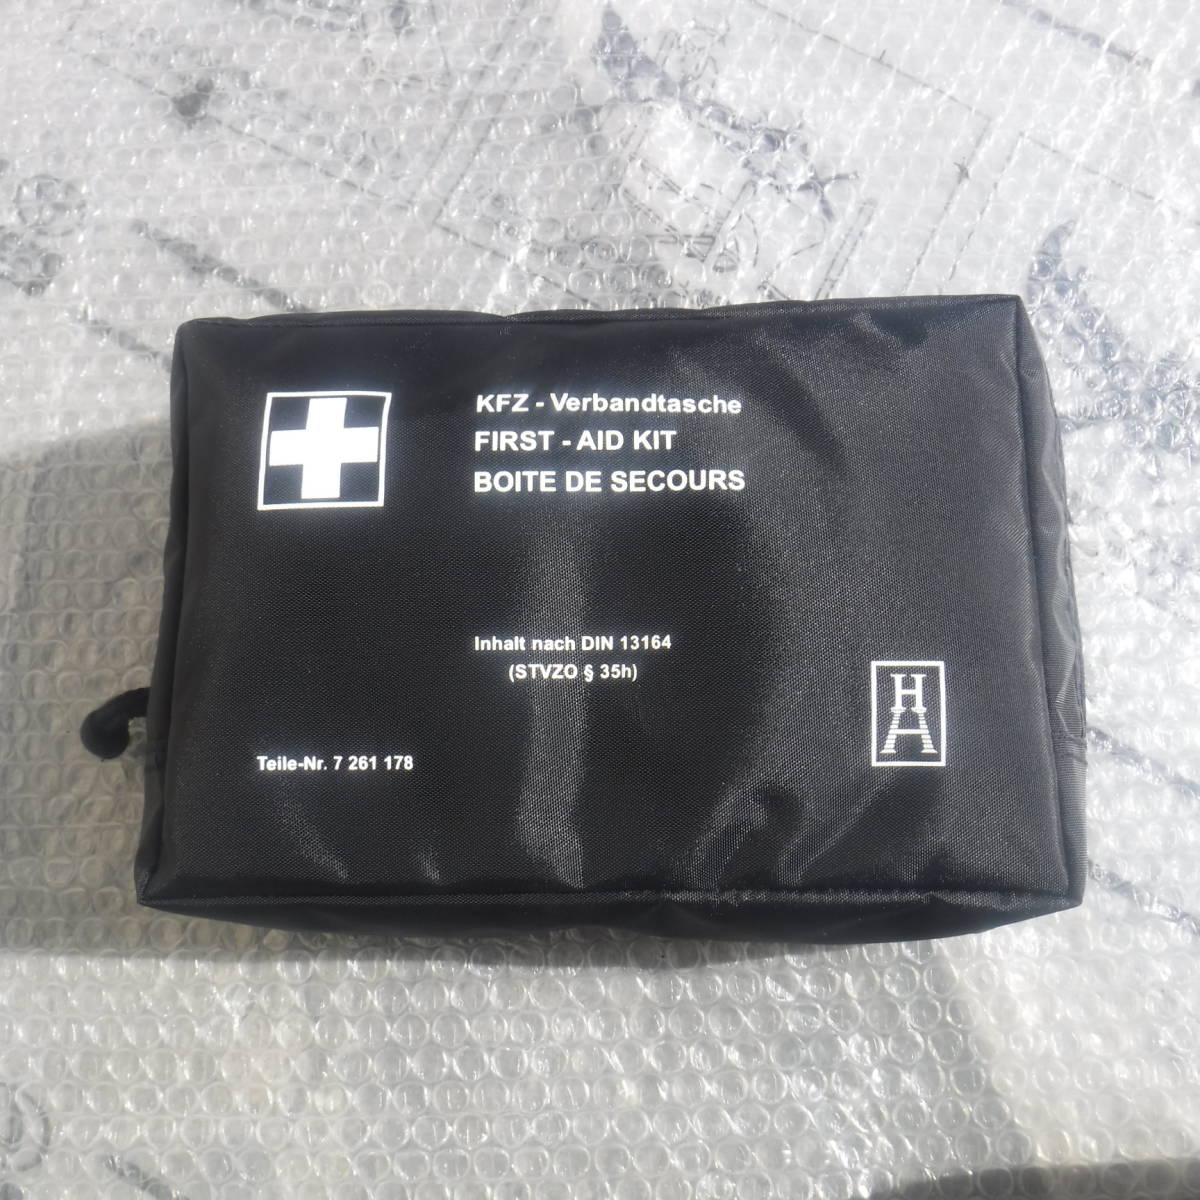 KFZ - Verbandtasche
FIRST - AID KIT
BOITE DE SECOURS
Inhalt nach DIN 13164
(STVZO § 35h)
Teile-Nr. 7 261 178
H
A